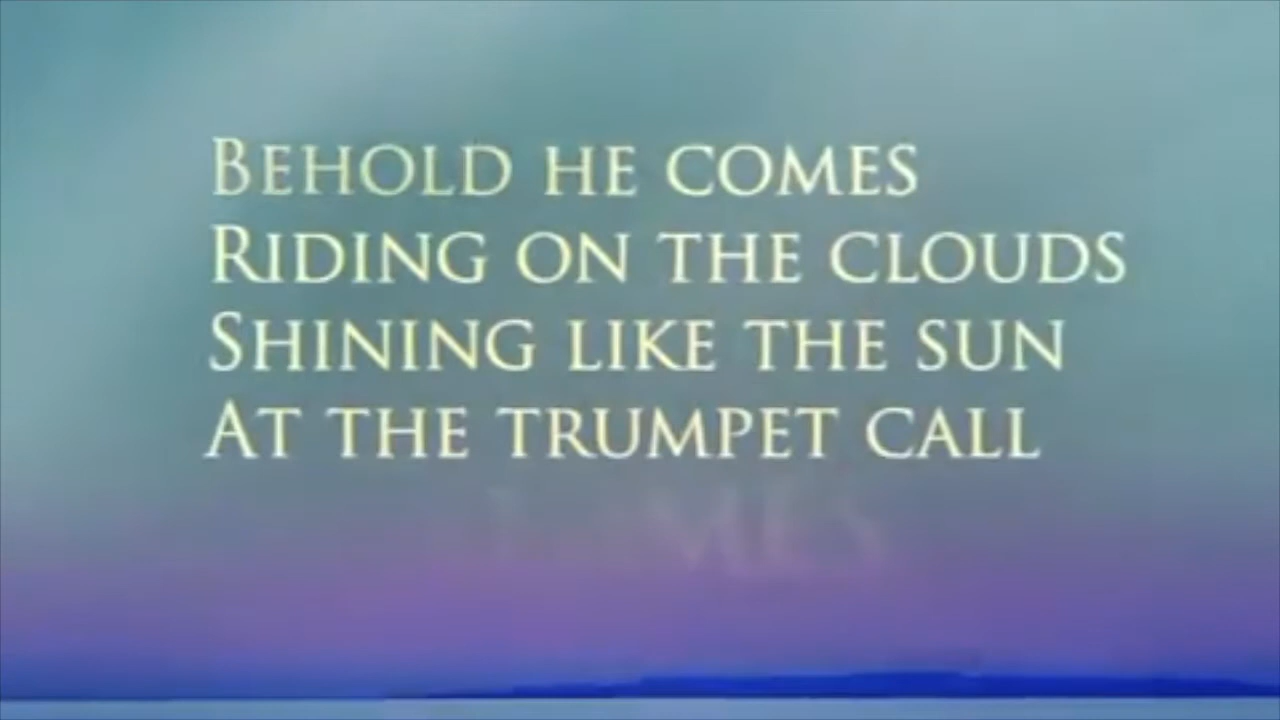 Behold he comes
Riding on the clouds
Shining like the sun
At the trumpet call